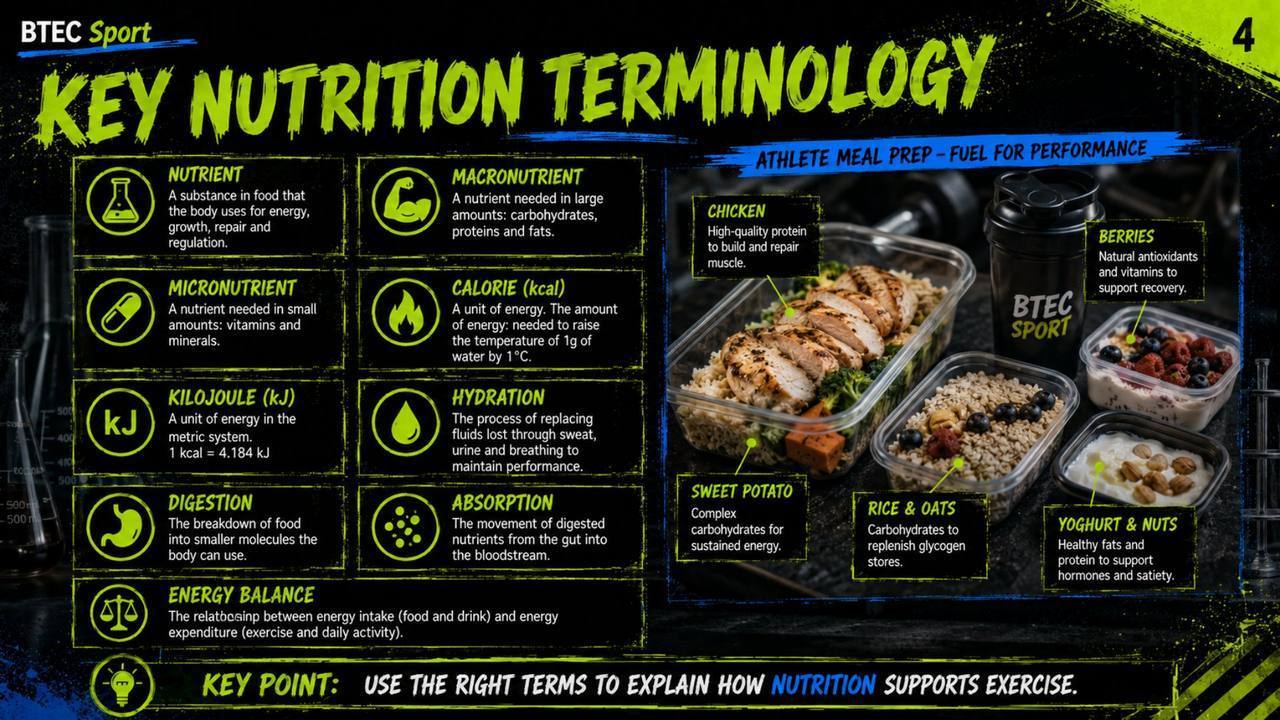 BTEC Sport
4
KEY NUTRITION TERMINOLOGY
NUTRIENT
A substance in food that
the body uses for energy,
growth, repair and
regulation.
MACRONUTRIENT
A nutrient needed in large
amounts: carbohydrates,
proteins and fats.
MICRONUTRIENT
A nutrient needed in small
amounts: vitamins and
minerals.
CALORIE (kcal)
A unit of energy. The amount
of energy: needed to raise
the temperature of 1g of
water by 1°C.
kJ
KILOJOULE (kJ)
A unit of energy in the
metric system.
1 kcal = 4.184 kJ
HYDRATION
The process of replacing
fluids lost through sweat,
urine and breathing to
maintain performance.
DIGESTION
The breakdown of food
into smaller molecules the
body can use.
ABSORPTION
The movement of digested
nutrients from the gut into
the bloodstream.
ENERGY BALANCE
The relationship between energy intake (food and drink) and energy
expenditure (exercise and daily activity).
ATHLETE MEAL PREP – FUEL FOR PERFORMANCE
CHICKEN
High-quality protein
to build and repair
muscle.
BERRIES
Natural antioxidants
and vitamins to
support recovery.
BTEC
SPORT
SWEET POTATO
Complex
carbohydrates for
sustained energy.
RICE & OATS
Carbohydrates to
replenish glycogen
stores.
YOGHURT & NUTS
Healthy fats and
protein to support
hormones and satiety.
KEY POINT: USE THE RIGHT TERMS TO EXPLAIN HOW NUTRITION SUPPORTS EXERCISE.